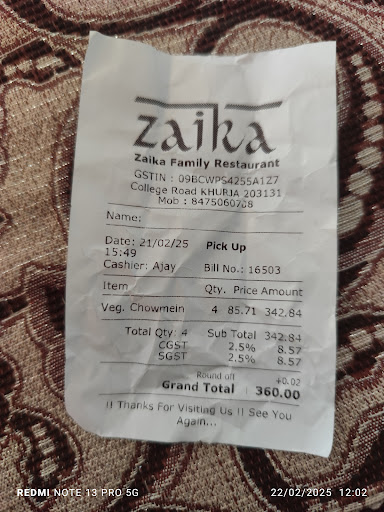 zaika
Zaika Family Restaurant
GSTIN : 09BCWPS4255A1Z7
College Road KHURJA 203131
Mob : 8475060728
Name:
Date: 21/02/25 Pick Up
15:49
Cashier: Ajay Bill No.: 16503
Item Qty. Price Amount
Veg. Chowmein 4 85.71 342.84
Total Qty: 4 Sub Total 342.84
CGST 2.5% 8.57
SGST 2.5% 8.57
Round off +0.02
Grand Total 360.00
!! Thanks For Visiting Us !! See You
Again...
REDMI NOTE 13 PRO 5G 22/02/2025 12:02